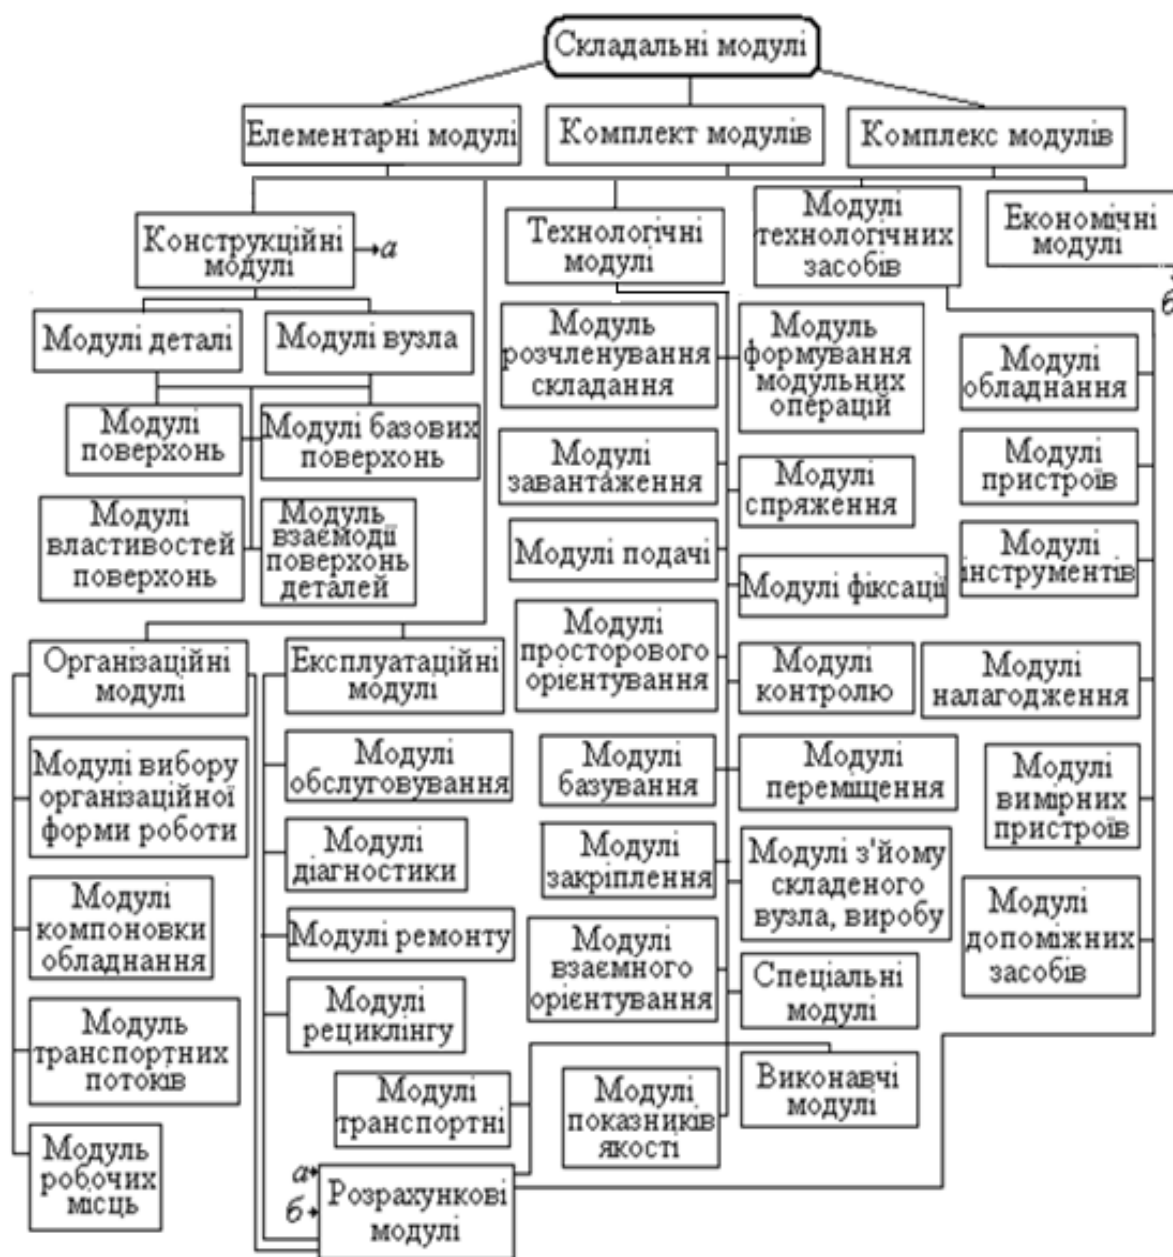 Складальні модулі
Елементарні модулі
Комплект модулів
Комплекс модулів
Конструкційні
модулі
а
Технологічні
модулі
Модулі
технологічних
засобів
Економічні
модулі
б
Модулі деталі
Модулі вузла
Модулі
поверхонь
Модулі базових
поверхонь
Модулі
властивостей
поверхонь
Модуль
взаємодії
поверхонь
деталей
Модуль
розчленування
складання
Модуль
формування
модульних
операцій
Модулі
завантаження
Модулі
спряження
Модулі подачі
Модулі фіксації
Модулі
просторового
орієнтування
Модулі
контролю
Модулі
базування
Модулі
переміщення
Модулі
закріплення
Модулі з'йому
складеного
вузла, виробу
Модулі
взаємного
орієнтування
Спеціальні
модулі
Модулі
показників
якості
Виконавчі
модулі
Модулі
транспортні
Модулі
обладнання
Модулі
пристроїв
Модулі
інструментів
Модулі
налагодження
Модулі
вимірних
пристроїв
Модулі
допоміжних
засобів
Організаційні
модулі
Модулі вибору
організаційної
форми роботи
Модулі
компоновки
обладнання
Модуль
транспортних
потоків
Модуль
робочих
місць
Експлуатаційні
модулі
Модулі
обслуговування
Модулі
діагностики
Модулі ремонту
Модулі
рециклінгу
а
б
Розрахункові
модулі